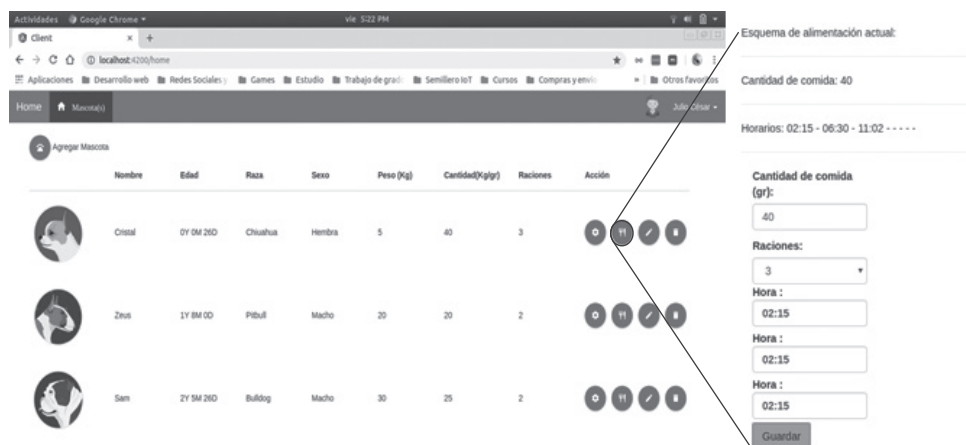 Actividades Google Chrome ▾ vie 5:22 PM
Client × +
localhost:4200/home
Aplicaciones Desarrollo web Redes Sociales y Games Estudio Trabajo de grad Semillero IoT Cursos Compras y envío » Otros favoritos
Home Mascota(s) Julio César ▾
Agregar Mascota
Nombre Edad Raza Sexo Peso (Kg) Cantidad(Kg/gr) Raciones Acción
Cristal 0Y 0M 26D Chiuahua Hembra 5 40 3
Zeus 1Y 8M 0D Pitbull Macho 20 20 2
Sam 2Y 5M 26D Bulldog Macho 30 25 2
Esquema de alimentación actual:
Cantidad de comida: 40
Horarios: 02:15 - 06:30 - 11:02 - - - - -
Cantidad de comida
(gr):
40
Raciones:
3
Hora :
02:15
Hora :
02:15
Hora :
02:15
Guardar